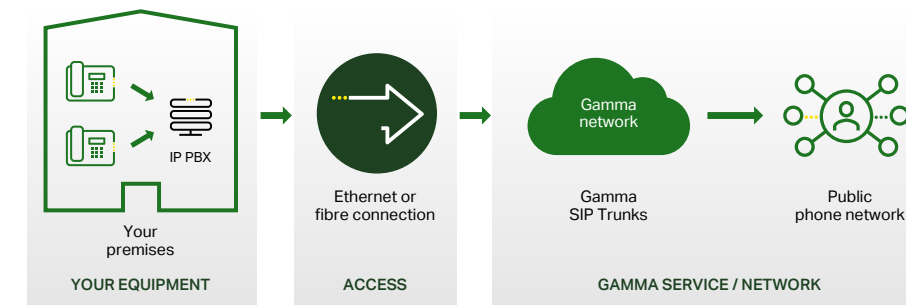 IP PBX
Your
premises
YOUR EQUIPMENT
Ethernet or
fibre connection
ACCESS
Gamma
network
Gamma
SIP Trunks
Public
phone network
GAMMA SERVICE / NETWORK